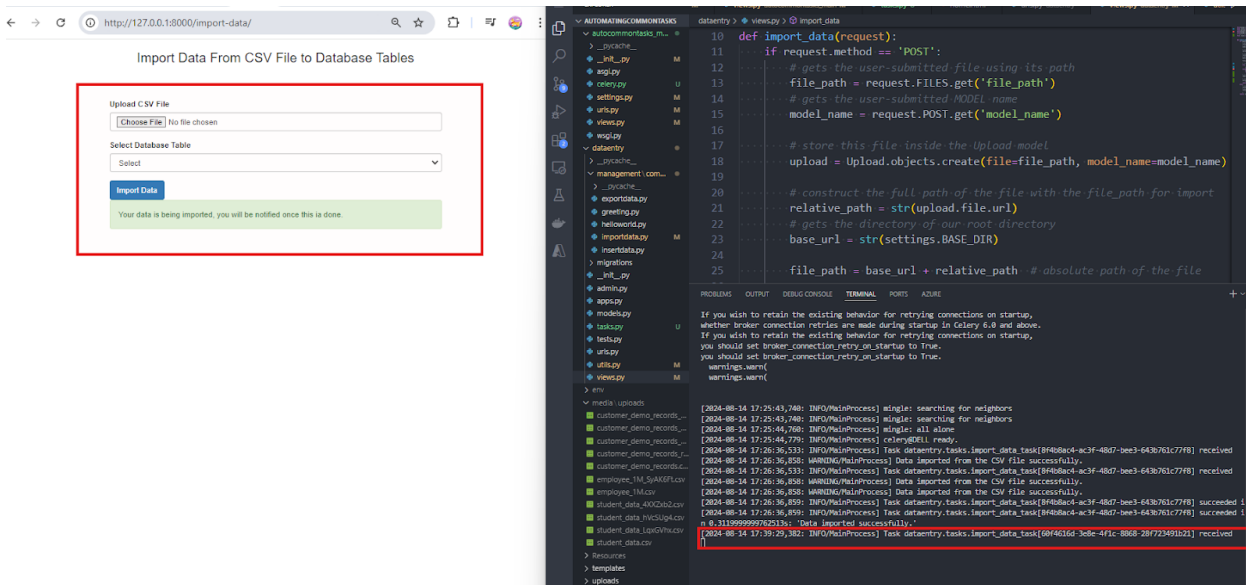 http://127.0.0.1:8000/import-data/
Import Data From CSV File to Database Tables
Upload CSV File
Choose File No file chosen
Select Database Table
Select
Import Data
Your data is being imported, you will be notified once this is done.
AUTOMATINGCOMMONTASKS
autocommontasks_m...
__pycache__
__init__.py M
asgi.py
celery.py U
settings.py M
urls.py M
views.py M
wsgi.py
dataentry
__pycache__
management \ com...
__pycache__
exportdata.py
greeting.py
helloworld.py
importdata.py M
insertdata.py
migrations
__init__.py
admin.py
apps.py
models.py
tasks.py U
tests.py
urls.py
utils.py M
views.py M
env
media \ uploads
customer_demo_records_...
customer_demo_records_...
customer_demo_records_...
customer_demo_records_r...
customer_demo_records.c...
employee_1M_SyAK6Ft.csv
employee_1M.csv
student_data_4XXZxbZ.csv
student_data_hVcSUg4.csv
student_data_LqxGVhx.csv
student_data.csv
Resources
templates
uploads
dataentry > views.py > import_data
10 def import_data(request):
11 if request.method == 'POST':
12 # gets the user-submitted file using its path
13 file_path = request.FILES.get('file_path')
14 # gets the user-submitted MODEL name
15 model_name = request.POST.get('model_name')
16
17 # store this file inside the Upload model
18 upload = Upload.objects.create(file=file_path, model_name=model_name)
19
20 # construct the full path of the file with the file_path for import
21 relative_path = str(upload.file.url)
22 # gets the directory of our root directory
23 base_url = str(settings.BASE_DIR)
24
25 file_path = base_url + relative_path # absolute path of the file
PROBLEMS OUTPUT DEBUG CONSOLE TERMINAL PORTS AZURE
If you wish to retain the existing behavior for retrying connections on startup,
whether broker connection retries are made during startup in Celery 6.0 and above.
If you wish to retain the existing behavior for retrying connections on startup,
you should set broker_connection_retry_on_startup to True.
you should set broker_connection_retry_on_startup to True.
warnings.warn(
warnings.warn(
[2024-08-14 17:25:43,740: INFO/MainProcess] mingle: searching for neighbors
[2024-08-14 17:25:43,740: INFO/MainProcess] mingle: searching for neighbors
[2024-08-14 17:25:44,760: INFO/MainProcess] mingle: all alone
[2024-08-14 17:25:44,779: INFO/MainProcess] celery@DELL ready.
[2024-08-14 17:26:36,533: INFO/MainProcess] Task dataentry.tasks.import_data_task[8f4b8ac4-ac3f-48d7-bee3-643b761c77f8] received
[2024-08-14 17:26:36,858: WARNING/MainProcess] Data imported from the CSV file successfully.
[2024-08-14 17:26:36,533: INFO/MainProcess] Task dataentry.tasks.import_data_task[8f4b8ac4-ac3f-48d7-bee3-643b761c77f8] received
[2024-08-14 17:26:36,858: WARNING/MainProcess] Data imported from the CSV file successfully.
[2024-08-14 17:26:36,858: WARNING/MainProcess] Data imported from the CSV file successfully.
[2024-08-14 17:26:36,859: INFO/MainProcess] Task dataentry.tasks.import_data_task[8f4b8ac4-ac3f-48d7-bee3-643b761c77f8] succeeded i
[2024-08-14 17:26:36,859: INFO/MainProcess] Task dataentry.tasks.import_data_task[8f4b8ac4-ac3f-48d7-bee3-643b761c77f8] succeeded i
n 0.3119999999762513s: 'Data imported successfully.'
[2024-08-14 17:39:29,382: INFO/MainProcess] Task dataentry.tasks.import_data_task[60f4616d-3e8e-4f1c-8868-28f723491b21] received